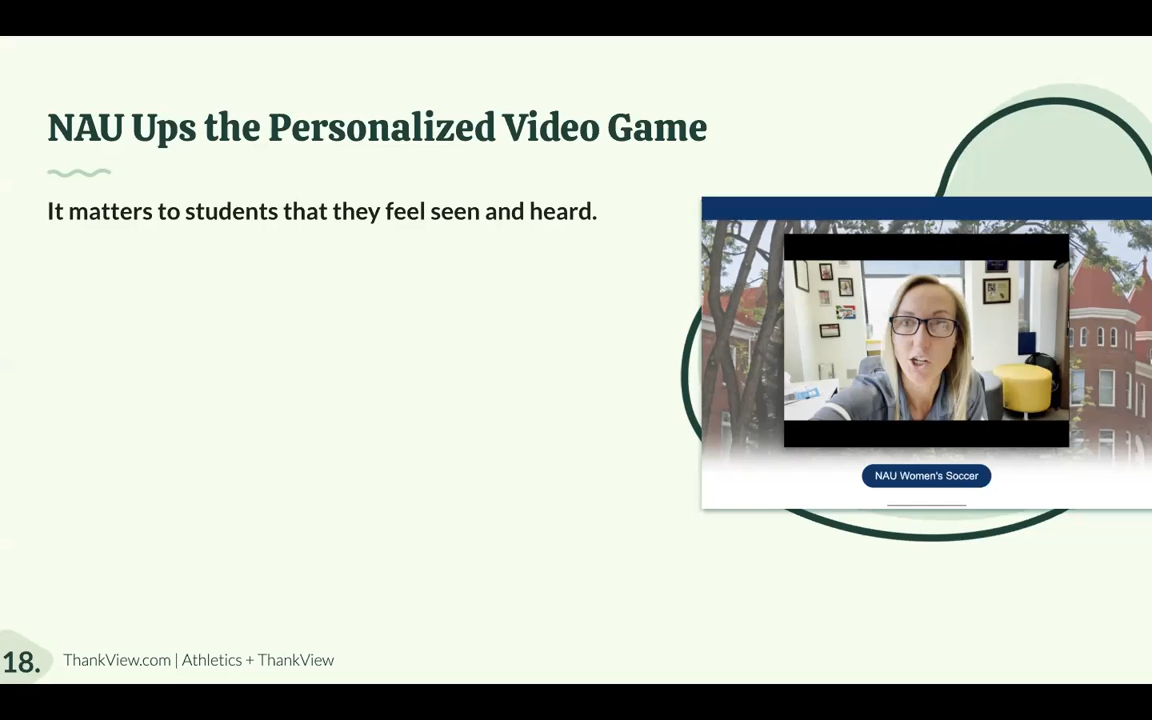 NAU Ups the Personalized Video Game
It matters to students that they feel seen and heard.
NAU Women's Soccer
18.
ThankView.com | Athletics + ThankView